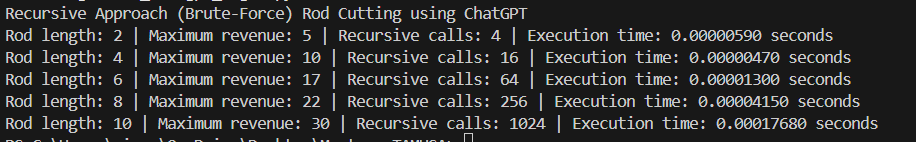 Recursive Approach (Brute-Force) Rod Cutting using ChatGPT
Rod length: 2 | Maximum revenue: 5 | Recursive calls: 4 | Execution time: 0.00000590 seconds
Rod length: 4 | Maximum revenue: 10 | Recursive calls: 16 | Execution time: 0.00000470 seconds
Rod length: 6 | Maximum revenue: 17 | Recursive calls: 64 | Execution time: 0.00001300 seconds
Rod length: 8 | Maximum revenue: 22 | Recursive calls: 256 | Execution time: 0.00004150 seconds
Rod length: 10 | Maximum revenue: 30 | Recursive calls: 1024 | Execution time: 0.00017680 seconds